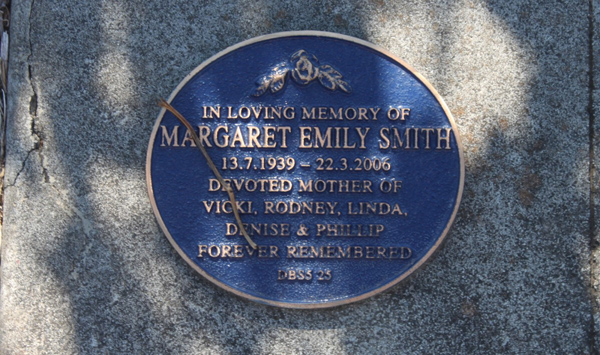 IN LOVING MEMORY OF
MARGARET EMILY SMITH
13.7.1939 – 22.3.2006
DEVOTED MOTHER OF
VICKI, RODNEY, LINDA,
DENISE & PHILLIP
FOREVER REMEMBERED
DBS5 25